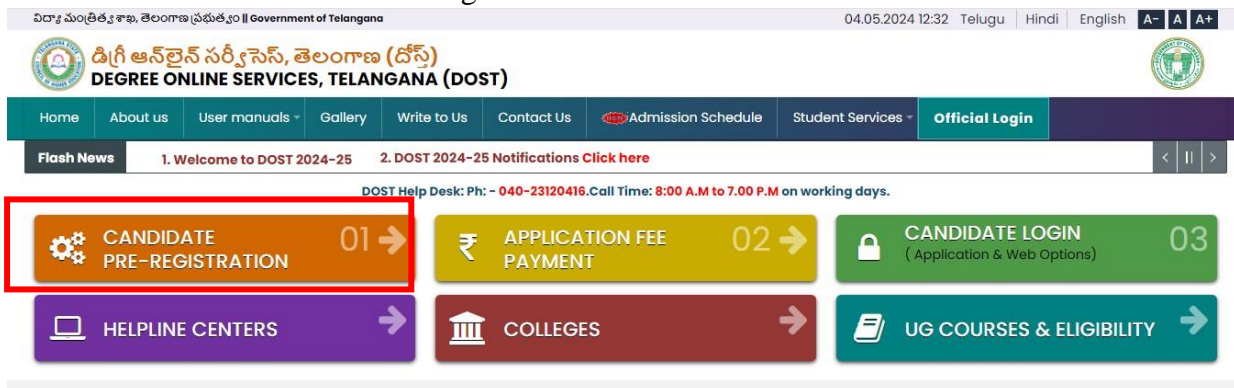 విద్యా మంత్రిత్వ శాఖ, తెలంగాణ ప్రభుత్వం || Government of Telangana
04.05.2024 12:32 Telugu Hindi English A- A A+
డిగ్రీ ఆన్‌లైన్ సర్వీసెస్, తెలంగాణ (దోస్త్)
DEGREE ONLINE SERVICES, TELANGANA (DOST)
Home About us User manuals Gallery Write to Us Contact Us Admission Schedule Student Services Official Login
Flash News 1. Welcome to DOST 2024-25 2. DOST 2024-25 Notifications Click here
DOST Help Desk: Ph: - 040-23120416.Call Time: 8:00 A.M to 7.00 P.M on working days.
CANDIDATE
PRE-REGISTRATION
01
APPLICATION FEE
PAYMENT
02
CANDIDATE LOGIN
( Application & Web Options)
03
HELPLINE CENTERS
COLLEGES
UG COURSES & ELIGIBILITY